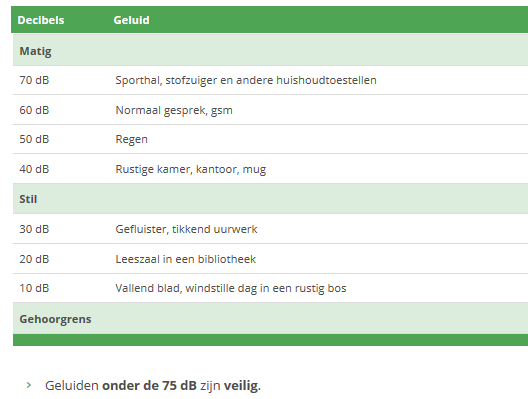 Decibels Geluid
Matig
70 dB Sporthal, stofzuiger en andere huishoudtoestellen
60 dB Normaal gesprek, gsm
50 dB Regen
40 dB Rustige kamer, kantoor, mug
Stil
30 dB Gefluister, tikkend uurwerk
20 dB Leeszaal in een bibliotheek
10 dB Vallend blad, windstille dag in een rustig bos
Gehoorgrens
Geluiden onder de 75 dB zijn veilig.